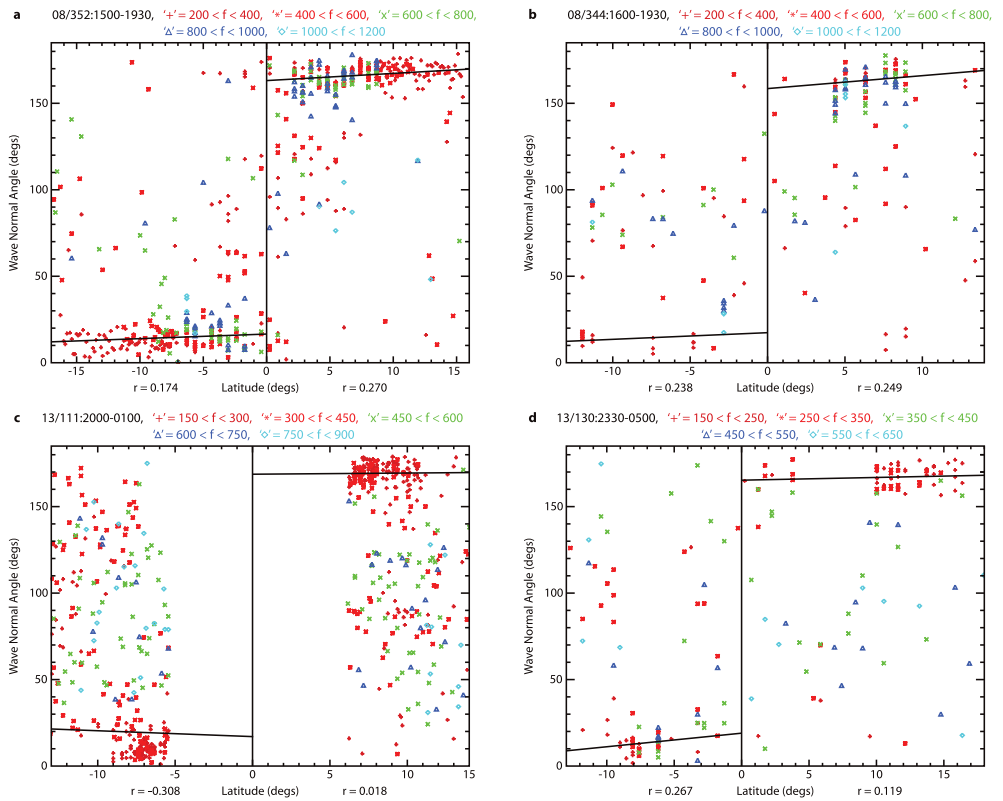 a 08/352:1500-1930, '+' = 200 < f < 400, '*' = 400 < f < 600, 'x' = 600 < f < 800,
'Δ' = 800 < f < 1000, '◇' = 1000 < f < 1200
Wave Normal Angle (degs)
150
100
50
0
-15 -10 -5 0 5 10 15
r = 0.174 Latitude (degs) r = 0.270
b 08/344:1600-1930, '+' = 200 < f < 400, '*' = 400 < f < 600, 'x' = 600 < f < 800,
'Δ' = 800 < f < 1000, '◇' = 1000 < f < 1200
Wave Normal Angle (degs)
150
100
50
0
-10 -5 0 5 10
r = 0.238 Latitude (degs) r = 0.249
c 13/111:2000-0100, '+' = 150 < f < 300, '*' = 300 < f < 450, 'x' = 450 < f < 600
'Δ' = 600 < f < 750, '◇' = 750 < f < 900
Wave Normal Angle (degs)
150
100
50
0
-10 -5 0 5 10 15
r = -0.308 Latitude (degs) r = 0.018
d 13/130:2330-0500, '+' = 150 < f < 250, '*' = 250 < f < 350, 'x' = 350 < f < 450
'Δ' = 450 < f < 550, '◇' = 550 < f < 650
Wave Normal Angle (degs)
150
100
50
0
-10 -5 0 5 10 15
r = 0.267 Latitude (degs) r = 0.119